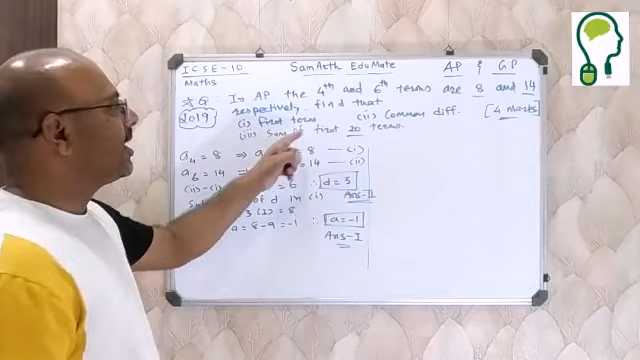 ICSE-10 SamAsth EduMate AP & GP
Maths
Q: In AP the 4th and 6th terms are 8 and 14
2019 respectively. Find that [4 marks]
(i) first term (ii) Common diff.
(iii) Sum of first 20 terms.
a4 = 8 ⇒ a = 8 —(i)
a6 = 14 ⇒ = 14 —(ii)
(ii)-(i) = 6 ∴ d = 3
of d in (i) Ans-II
3(3) = 8
a = 8-9 = -1 ∴ a = -1
Ans-I